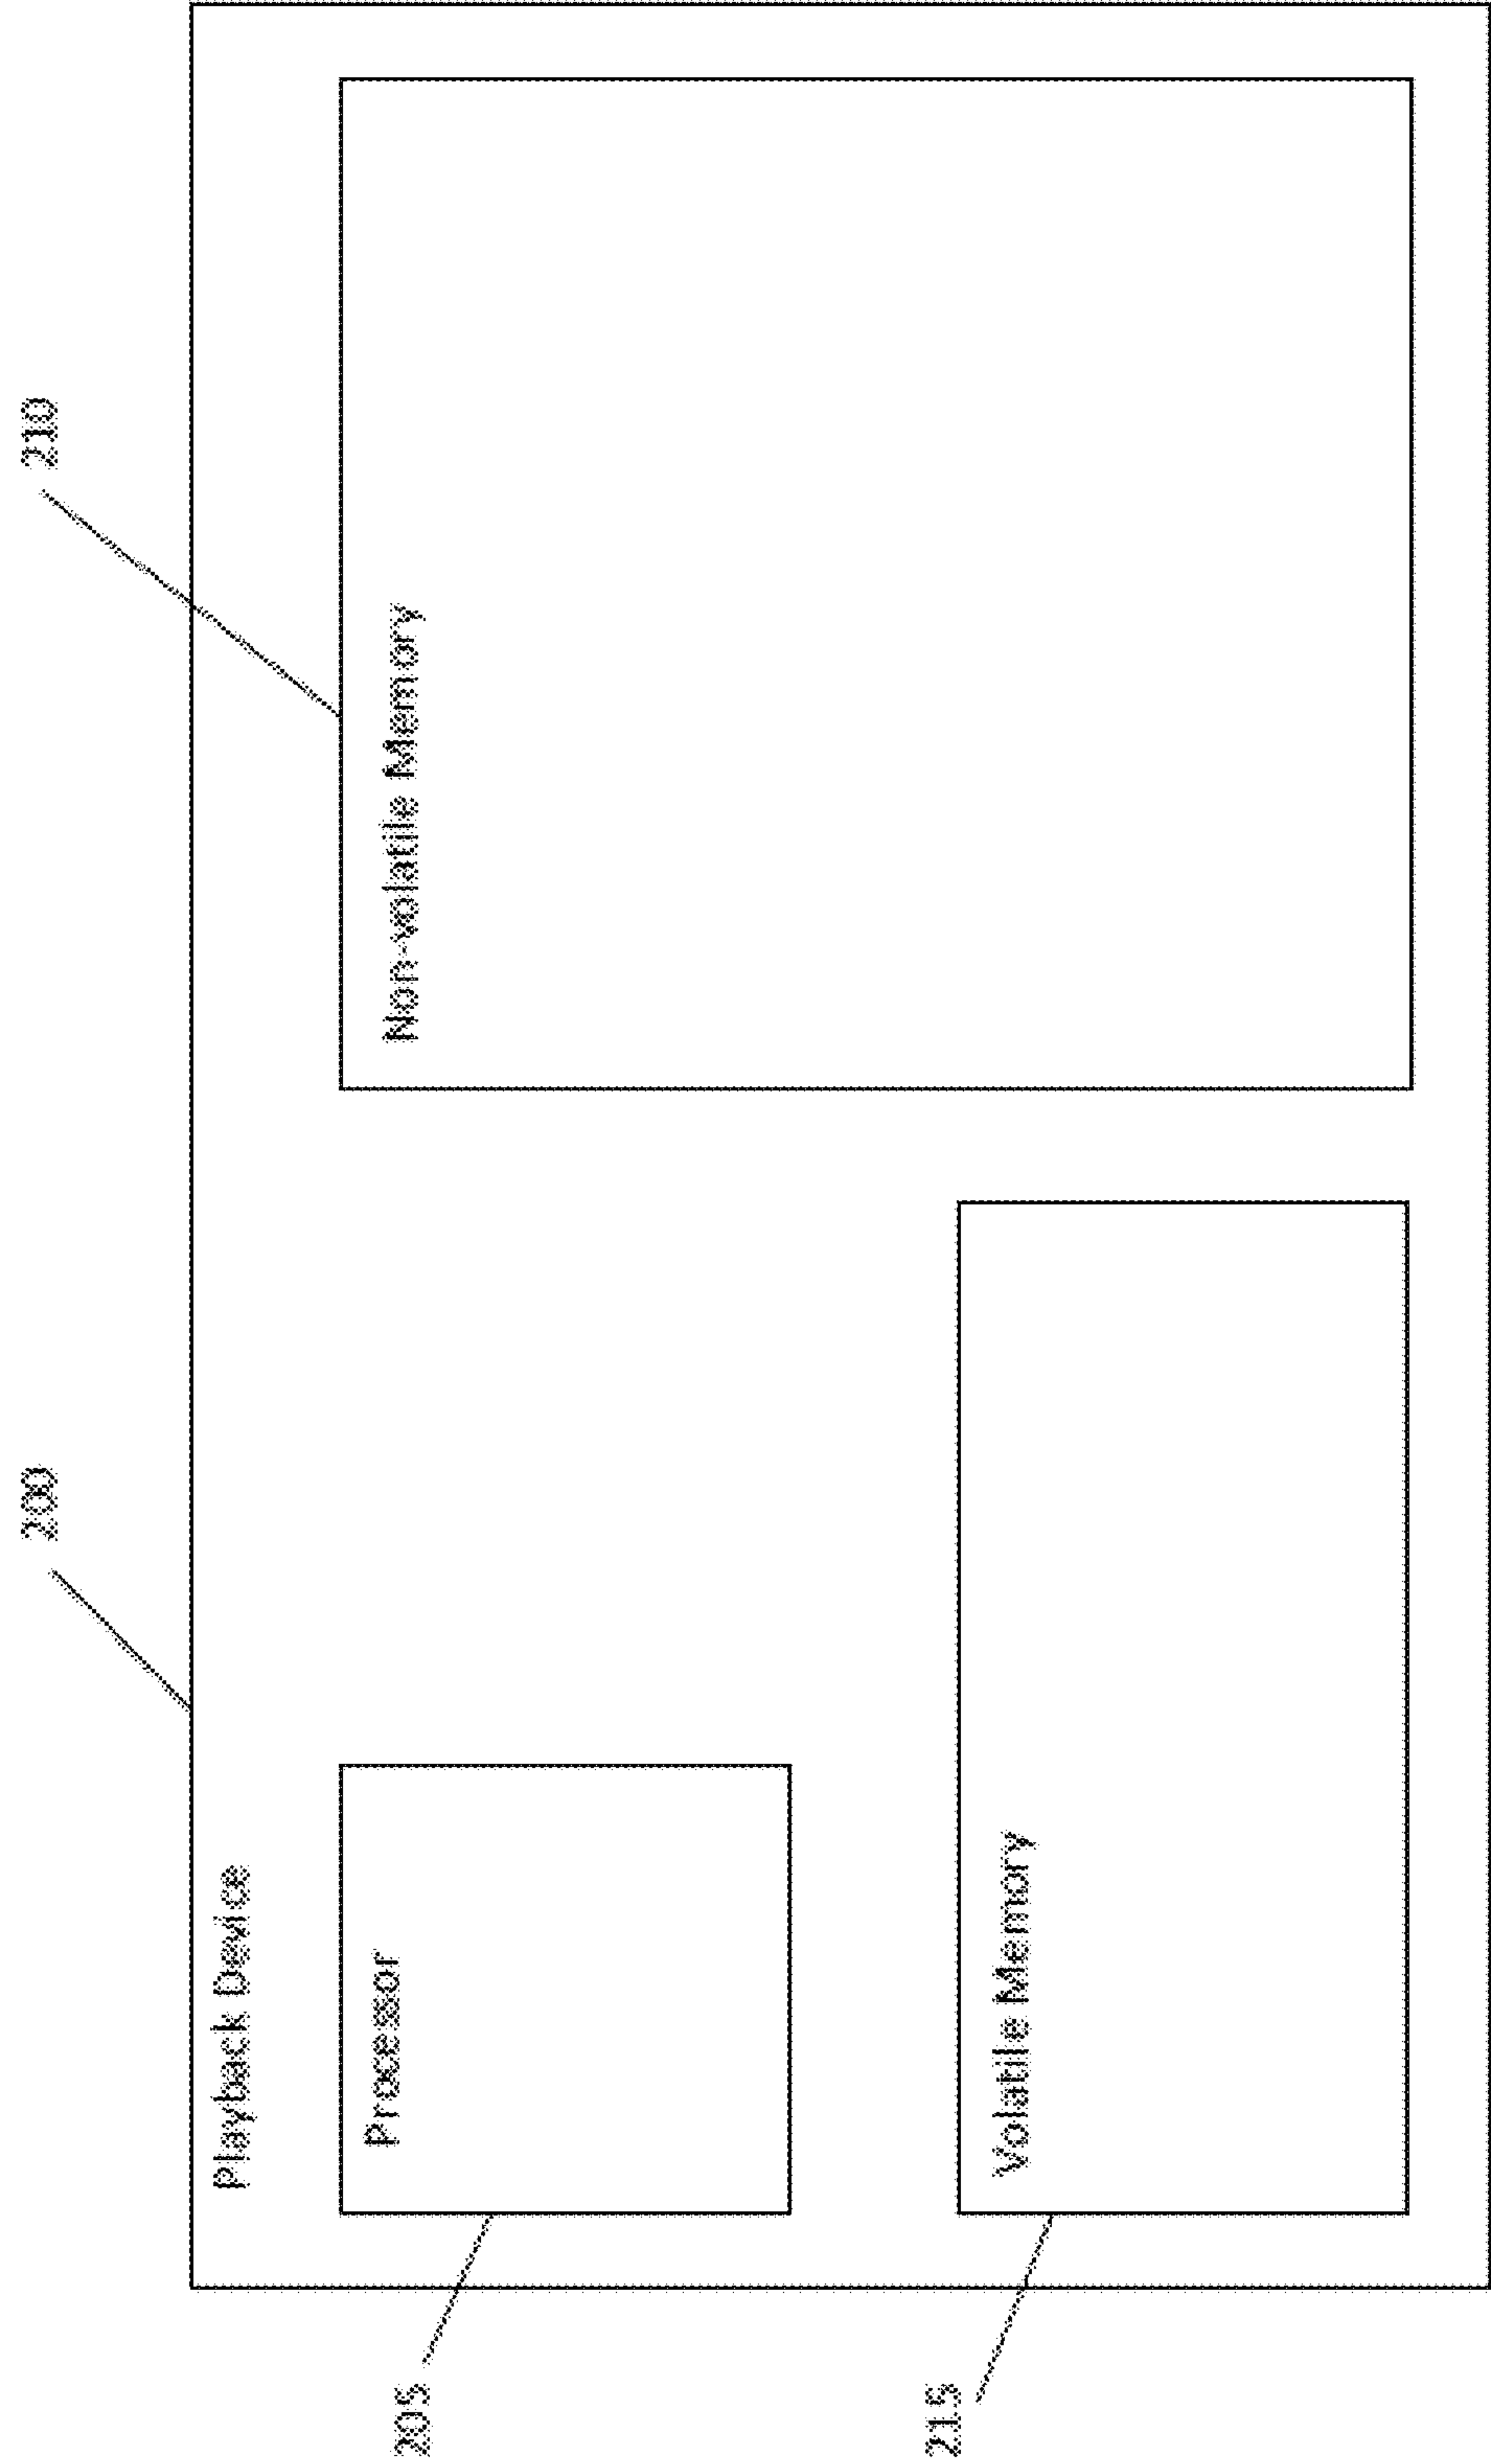 200
210
Playback Device
205
Processor
Non-volatile Memory
215
Volatile Memory